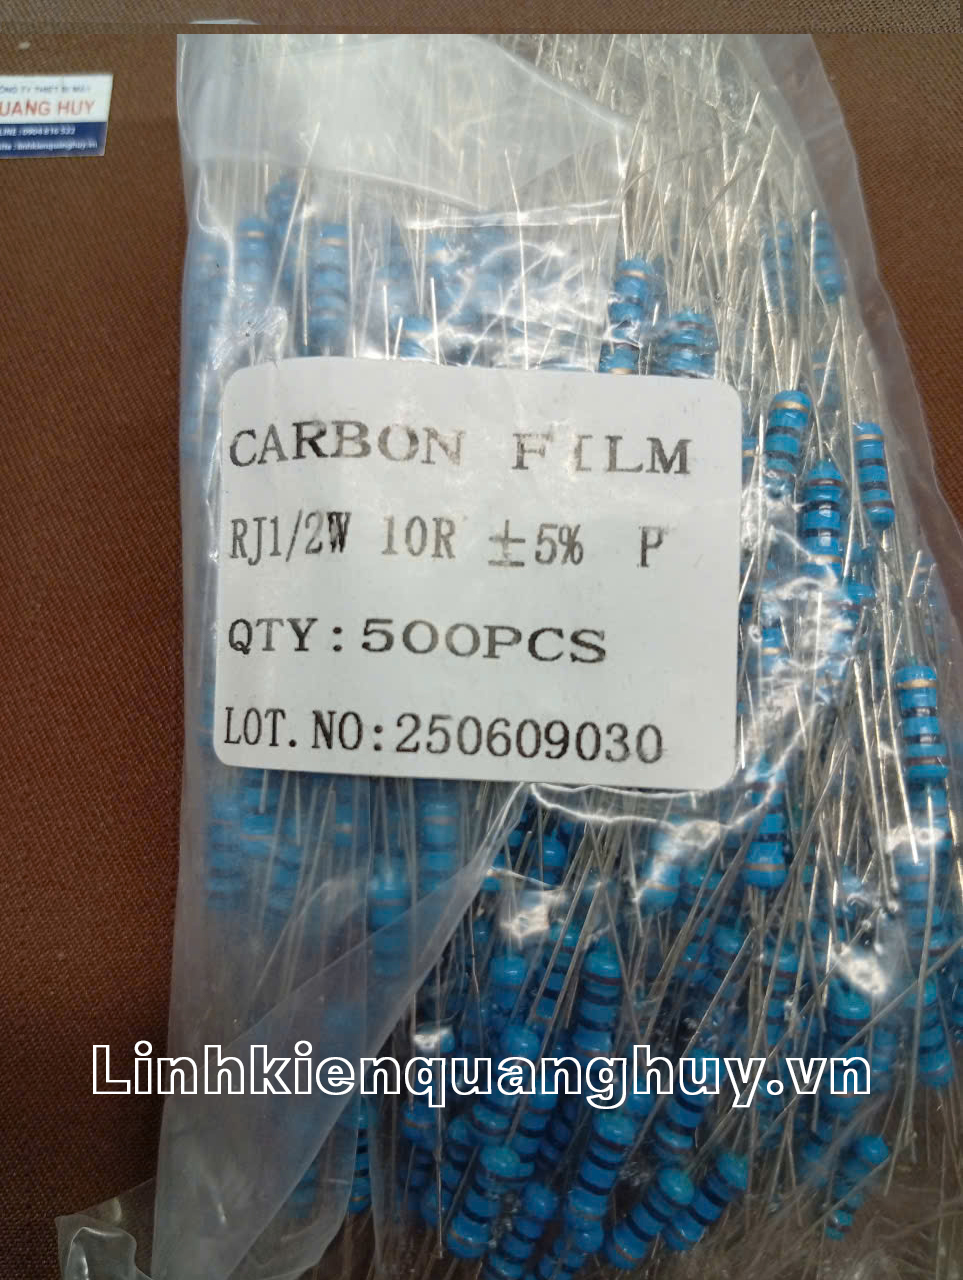 UANG HUY
CARBON FILM
RJ1/2W 10R ±5% P
QTY:500PCS
LOT.NO:250609030
Linhkienquanghuy.vn